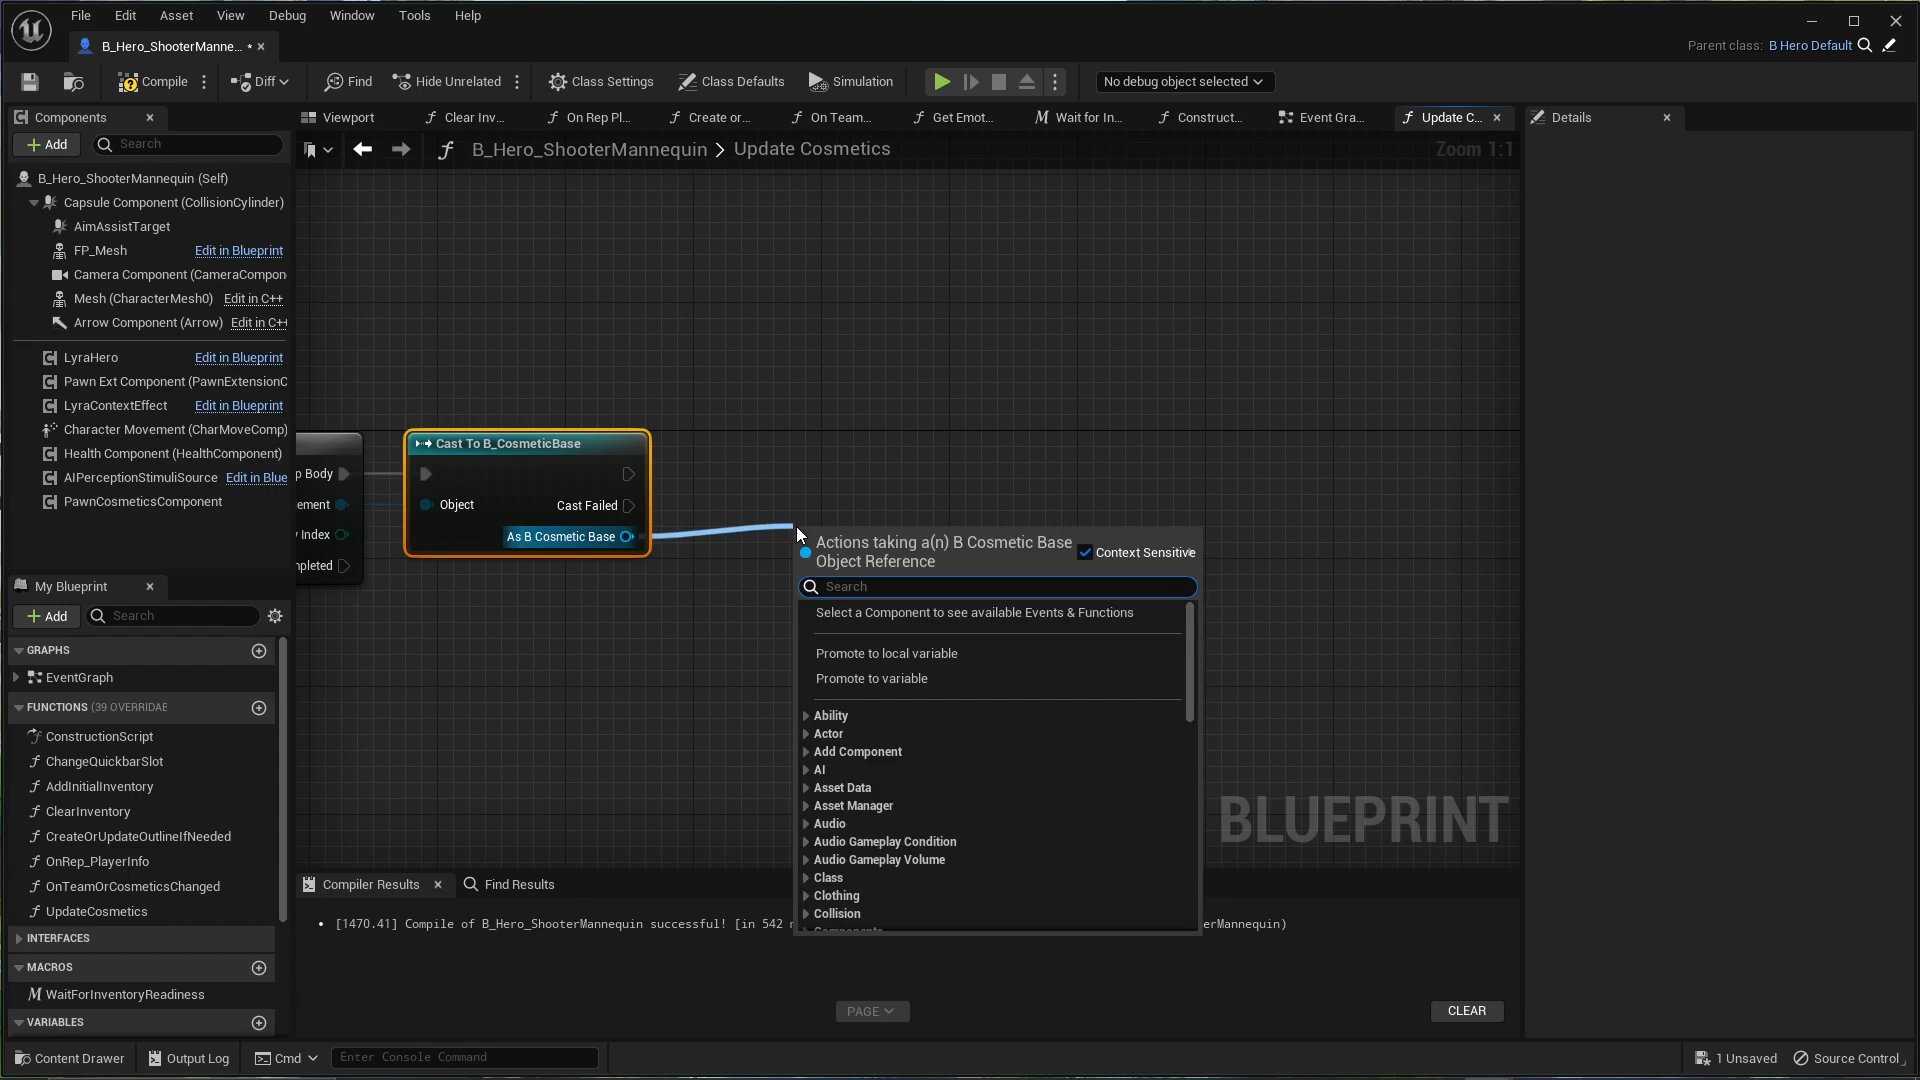 File Edit Asset View Debug Window Tools Help
B_Hero_ShooterManne... •
Parent class: B Hero Default
Compile Diff Find Hide Unrelated Class Settings Class Defaults Simulation No debug object selected
Components
Viewport Clear Inv... On Rep Pl... Create or... On Team... Get Emot... Wait for In... Construct... Event Gra... Update C... Details
Add Search
B_Hero_ShooterMannequin > Update Cosmetics Zoom 1:1
B_Hero_ShooterMannequin (Self)
Capsule Component (CollisionCylinder)
AimAssistTarget
FP_Mesh Edit in Blueprint
Camera Component (CameraCompon
Mesh (CharacterMesh0) Edit in C++
Arrow Component (Arrow) Edit in C++
LyraHero Edit in Blueprint
Pawn Ext Component (PawnExtensionC
LyraContextEffect Edit in Blueprint
Character Movement (CharMoveComp)
Health Component (HealthComponent)
AIPerceptionStimuliSource Edit in Blue
PawnCosmeticsComponent
p Body
ement
Index
mpleted
Cast To B_CosmeticBase
Object Cast Failed
As B Cosmetic Base
Actions taking a(n) B Cosmetic Base
Object Reference
Context Sensitive
Search
Select a Component to see available Events & Functions
Promote to local variable
Promote to variable
Ability
Actor
Add Component
AI
Asset Data
Asset Manager
Audio
Audio Gameplay Condition
Audio Gameplay Volume
Class
Clothing
Collision
Components
BLUEPRINT
My Blueprint
Add Search
GRAPHS
EventGraph
FUNCTIONS (39 OVERRIDAE
ConstructionScript
ChangeQuickbarSlot
AddInitialInventory
ClearInventory
CreateOrUpdateOutlineIfNeeded
OnRep_PlayerInfo
OnTeamOrCosmeticsChanged
UpdateCosmetics
INTERFACES
MACROS
WaitForInventoryReadiness
VARIABLES
Compiler Results Find Results
[1470.41] Compile of B_Hero_ShooterMannequin successful! [in 542 erMannequin)
PAGE CLEAR
Content Drawer Output Log Cmd Enter Console Command 1 Unsaved Source Control